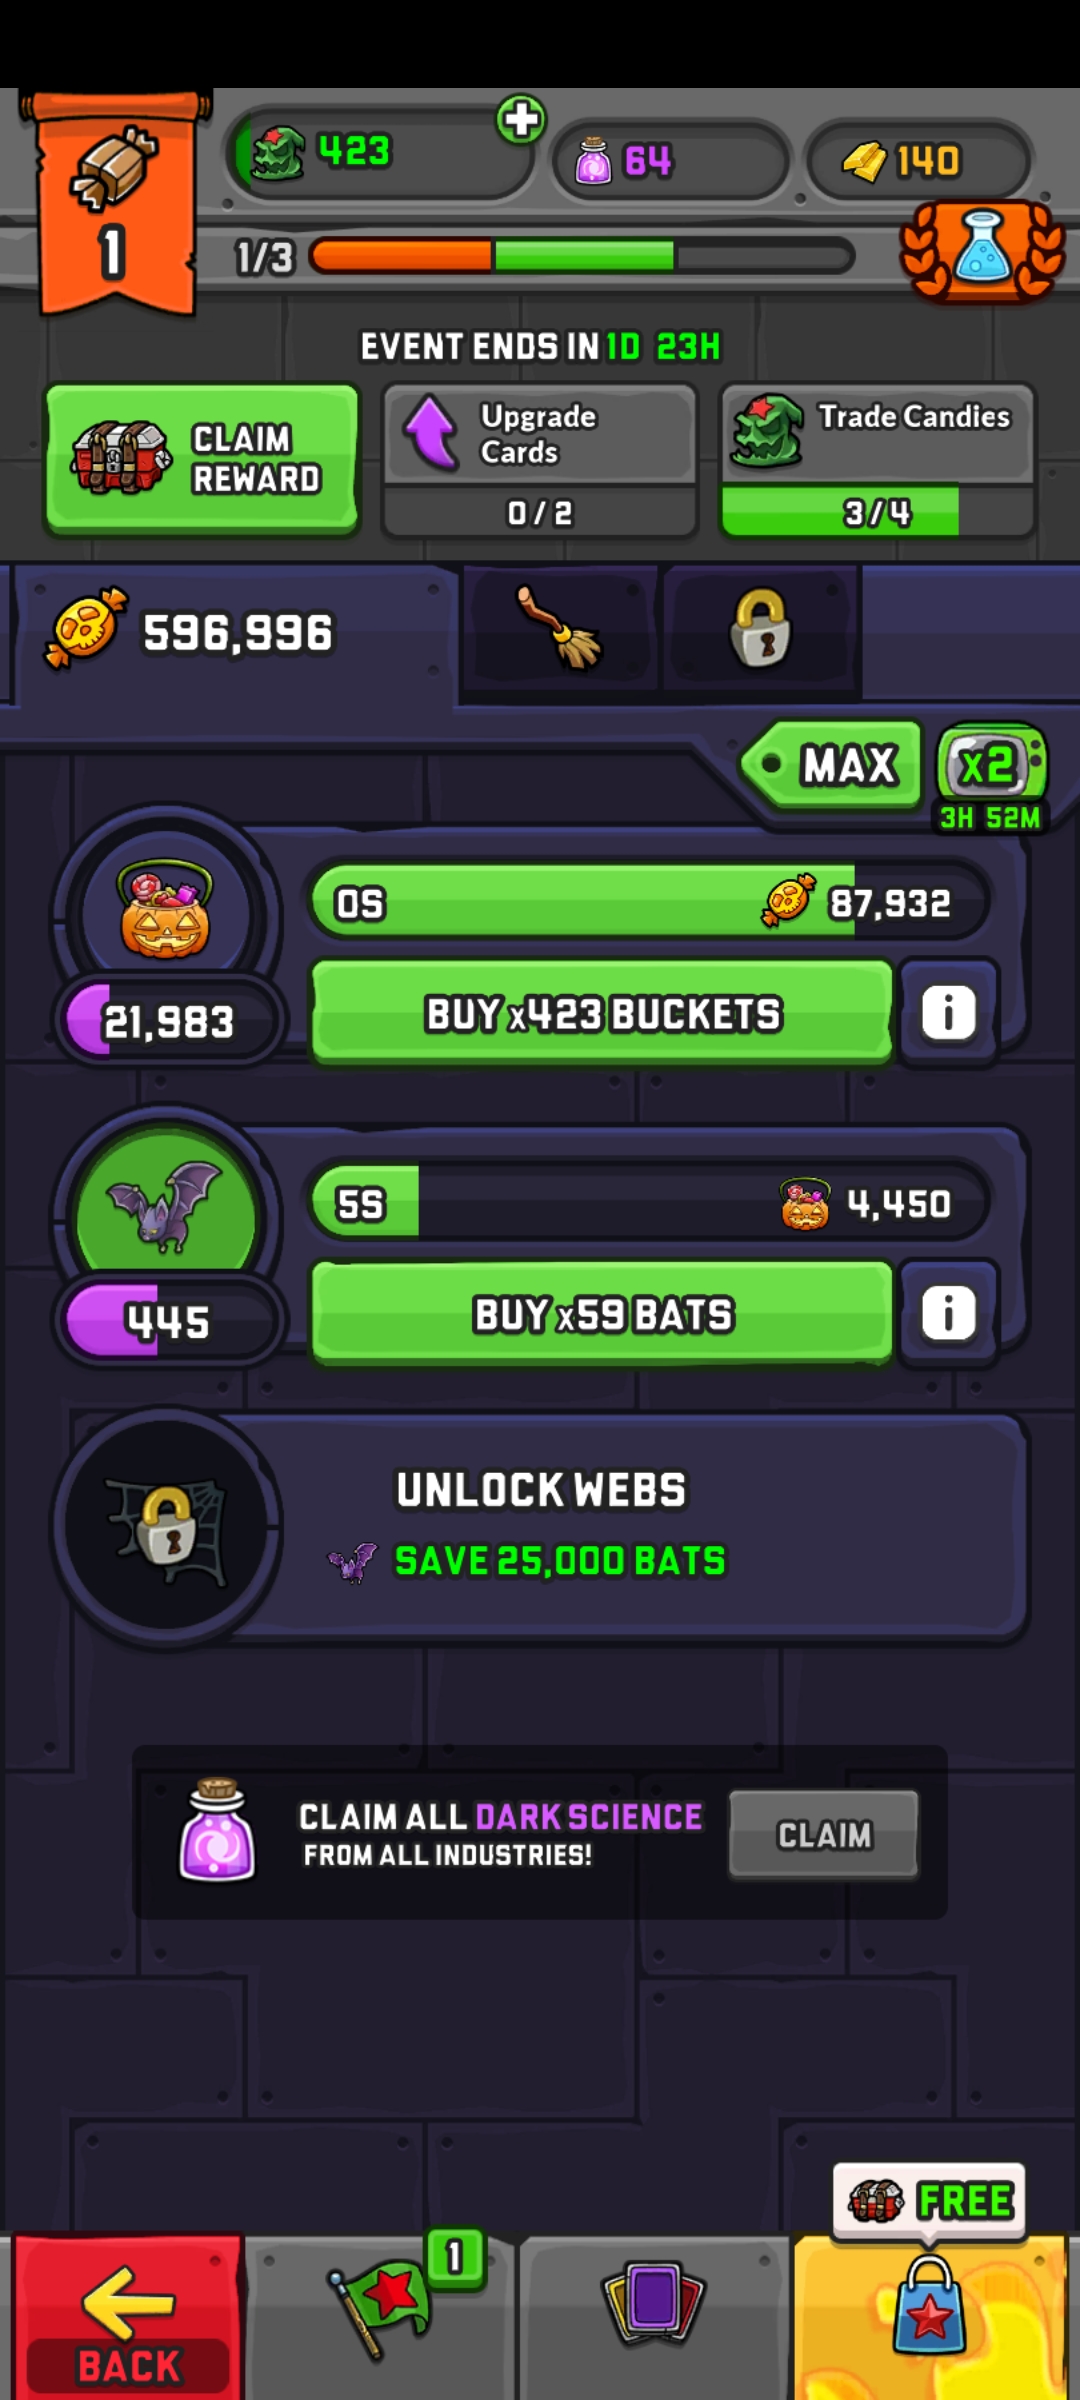 423
64
140
1
1/3
EVENT ENDS IN 1D 23H
CLAIM
REWARD
Upgrade
Cards
0/2
Trade Candies
3/4
596,996
MAX
x2
3H 52M
0S
87,932
21,983
BUY x423 BUCKETS
i
5S
4,450
445
BUY x59 BATS
i
UNLOCK WEBS
SAVE 25,000 BATS
CLAIM ALL DARK SCIENCE
FROM ALL INDUSTRIES!
CLAIM
FREE
1
BACK